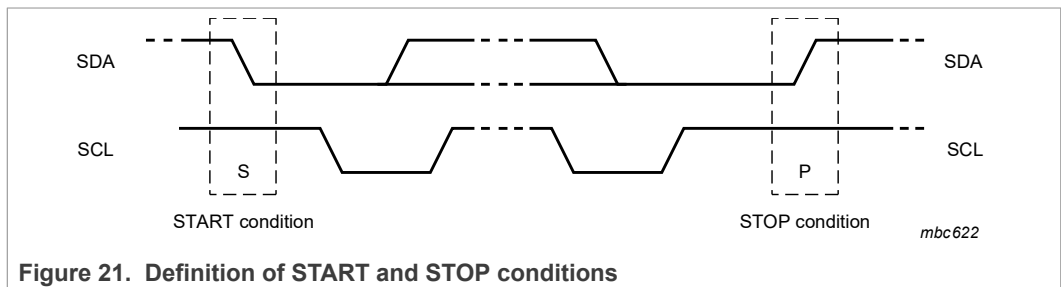 SDA SDA
SCL SCL
S P
START condition STOP condition
mbc622
Figure 21. Definition of START and STOP conditions